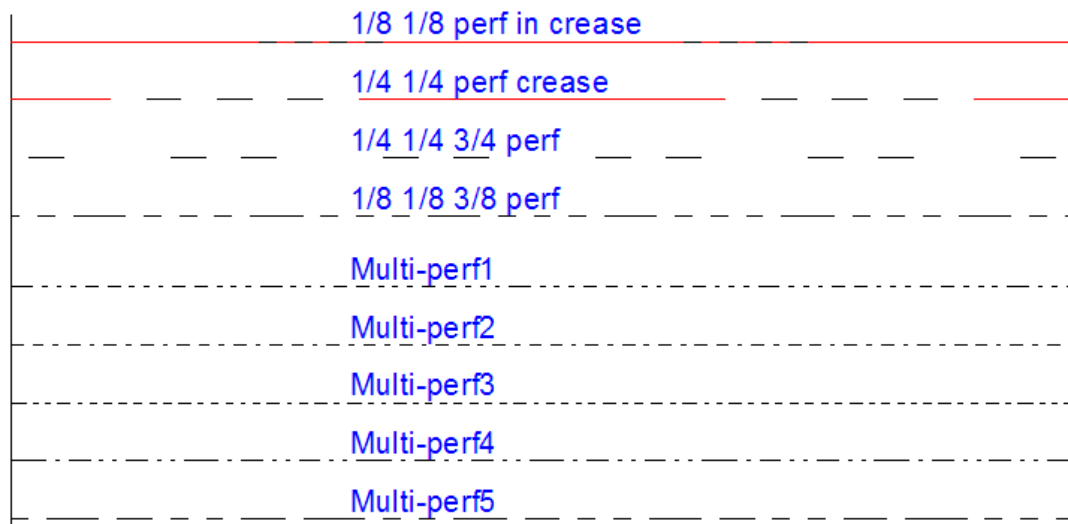 1/8 1/8 perf in crease
1/4 1/4 perf crease
1/4 1/4 3/4 perf
1/8 1/8 3/8 perf
Multi-perf1
Multi-perf2
Multi-perf3
Multi-perf4
Multi-perf5